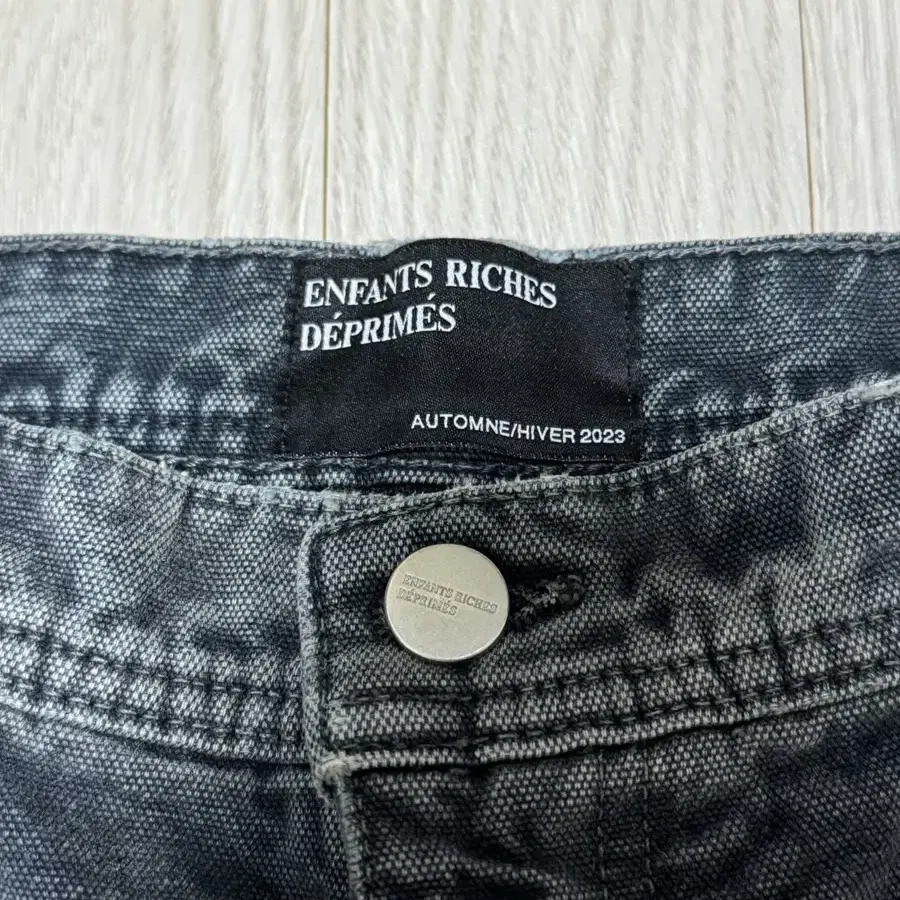 ENFANTS RICHES
DÉPRIMÉS
AUTOMNE/HIVER 2023
ENFANTS RICHES
DÉPRIMÉS